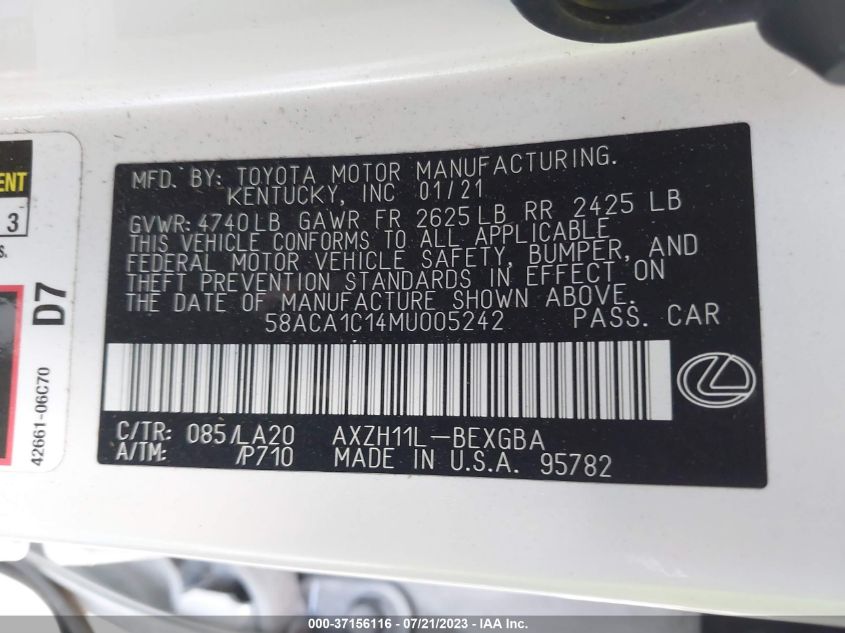 MFD. BY: TOYOTA MOTOR MANUFACTURING.
KENTUCKY, INC 01/21
GVWR: 4740LB GAWR FR 2625LB RR 2425 LB
THIS VEHICLE CONFORMS TO ALL APPLICABLE
FEDERAL MOTOR VEHICLE SAFETY, BUMPER, AND
THEFT PREVENTION STANDARDS IN EFFECT ON
THE DATE OF MANUFACTURE SHOWN ABOVE.
58ACA1C14MU005242 PASS. CAR
C/TR: 085/LA20 AXZH11L-BEXGBA
A/TM: /P710 MADE IN U.S.A. 95782
ENT
3
S.
D7
42661-06C70
000-37156116 - 07/21/2023 - IAA Inc.